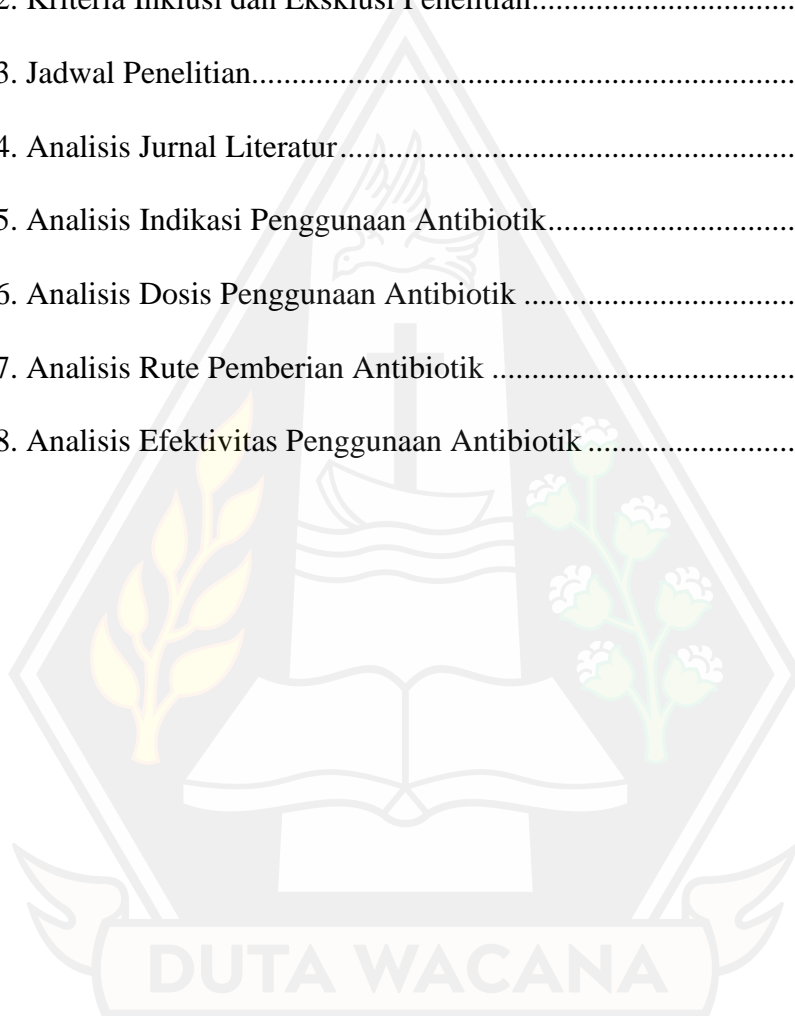 2. Kriteria Inklusi dan Eksklusi Penelitian..............................
3. Jadwal Penelitian....................................................................
4. Analisis Jurnal Literatur.........................................................
5. Analisis Indikasi Penggunaan Antibiotik...............................
6. Analisis Dosis Penggunaan Antibiotik ..................................
7. Analisis Rute Pemberian Antibiotik ......................................
8. Analisis Efektivitas Penggunaan Antibiotik ..........................
DUTA WACANA